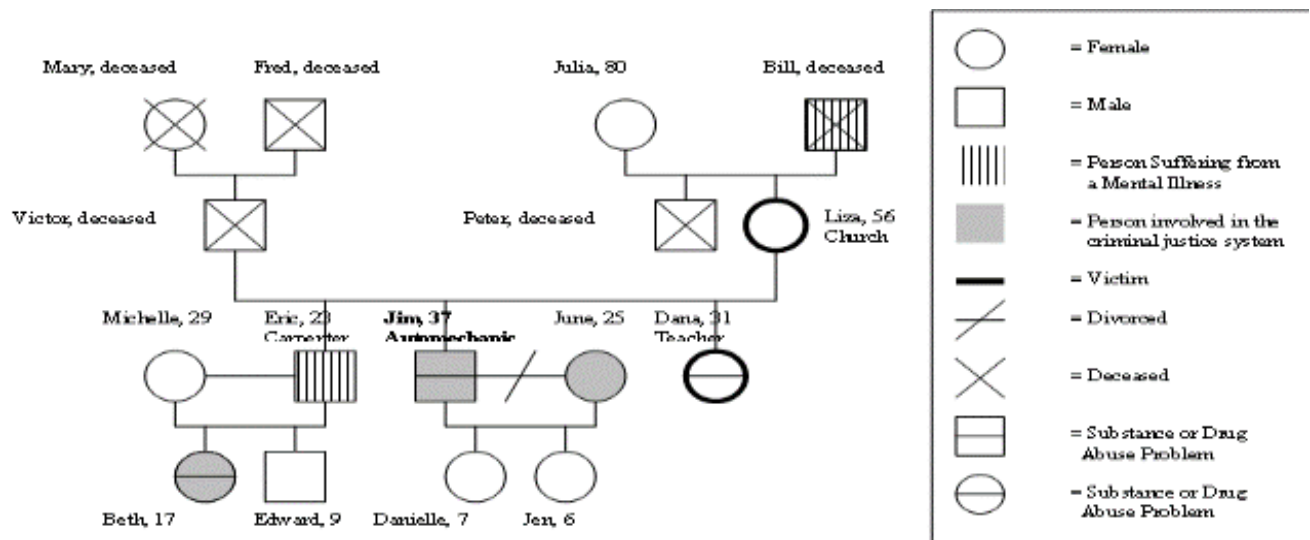 Mary, deceased
Fred, deceased
Julia, 80
Bill, deceased
Victor, deceased
Peter, deceased
Liza, 56
Church
Michelle, 29
Eric, 23
Carpenter
Jim, 37
Automechanic
June, 25
Dana, 31
Teacher
Beth, 17
Edward, 9
Danielle, 7
Jen, 6
= Female
= Male
= Person Suffering from
a Mental Illness
= Person involved in the
criminal justice system
= Victim
= Divorced
= Deceased
= Substance or Drug
Abuse Problem
= Substance or Drug
Abuse Problem